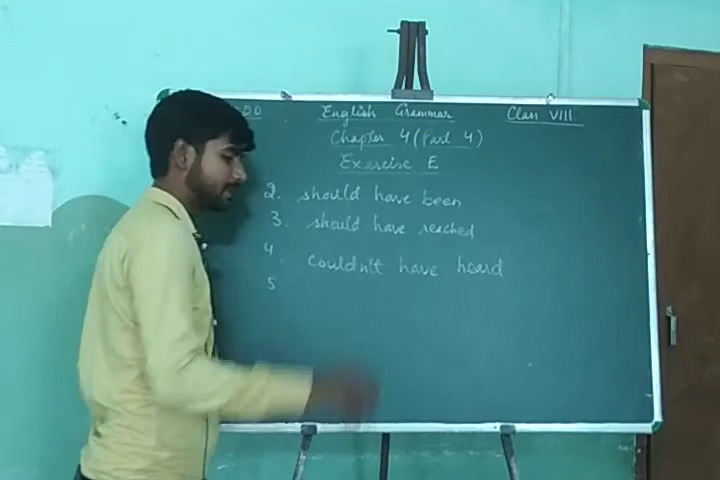 20 English Grammar Class VIII
Chapter 4 (Part 4)
Exercise E
2. should have been
3. should have reached
4. couldn't have heard
5